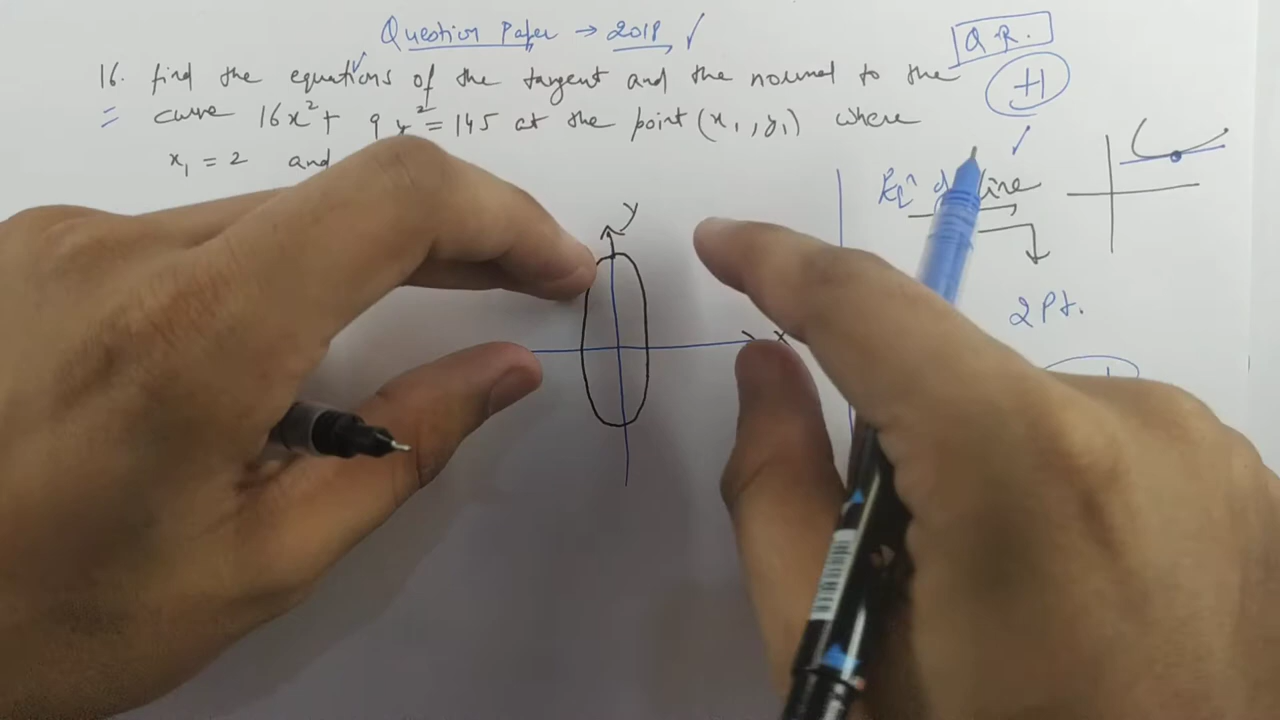 Question Paper → 2018 ✓
Q.R.
16. find the equations of the tangent and the normal to the
H
curve 16x² + 9y² = 145 at the point (x₁, y₁) where
x₁ = 2 and
line
y
2 Pt.
x